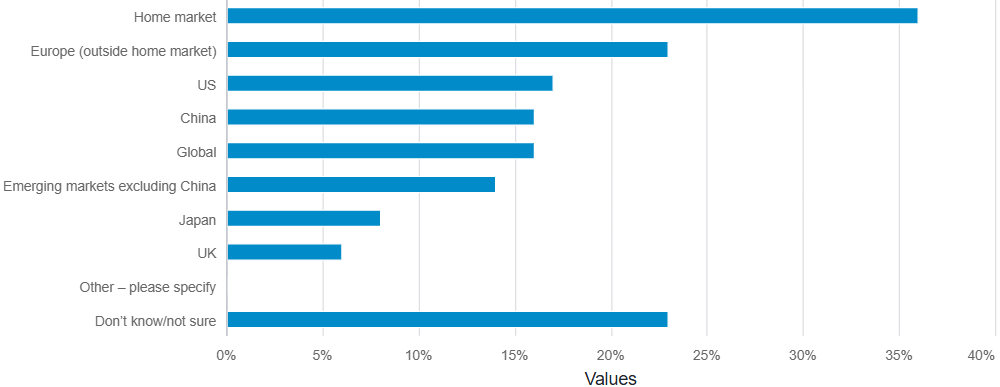 Home market
Europe (outside home market)
US
China
Global
Emerging markets excluding China
Japan
UK
Other – please specify
Don’t know/not sure
0% 5% 10% 15% 20% 25% 30% 35% 40%
Values